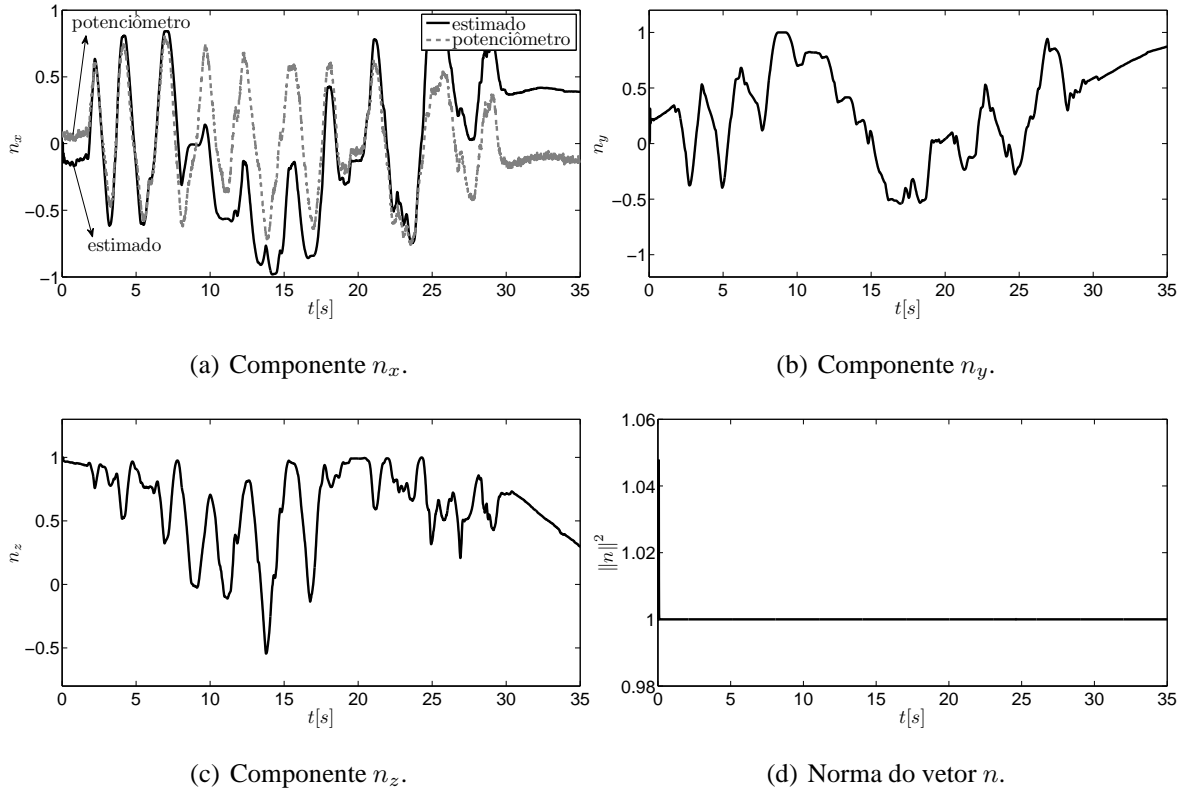 potenciômetro
estimado
potenciômetro
estimado
1
0.5
0
−0.5
−1
n_x
0 5 10 15 20 25 30 35
t[s]
(a) Componente n_x.
1
0.5
0
−0.5
−1
n_y
0 5 10 15 20 25 30 35
t[s]
(b) Componente n_y.
1
0.5
0
−0.5
n_z
0 5 10 15 20 25 30 35
t[s]
(c) Componente n_z.
1.06
1.04
1.02
1
0.98
||n||²
0 5 10 15 20 25 30 35
t[s]
(d) Norma do vetor n.